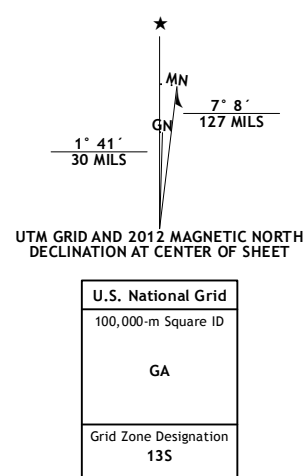 ★
MN
7° 8´
127 MILS
GN
1° 41´
30 MILS
UTM GRID AND 2012 MAGNETIC NORTH
DECLINATION AT CENTER OF SHEET
U.S. National Grid
100,000-m Square ID
GA
Grid Zone Designation
13S